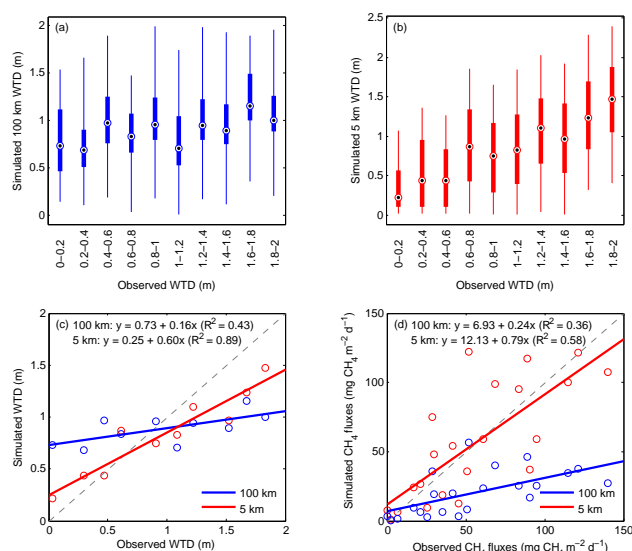 (a)
Simulated 100 km WTD (m)
2
1.5
1
0.5
0
0−0.2
0.2−0.4
0.4−0.6
0.6−0.8
0.8−1
1−1.2
1.2−1.4
1.4−1.6
1.6−1.8
1.8−2
Observed WTD (m)
(b)
Simulated 5 km WTD (m)
2.5
2
1.5
1
0.5
0
0−0.2
0.2−0.4
0.4−0.6
0.6−0.8
0.8−1
1−1.2
1.2−1.4
1.4−1.6
1.6−1.8
1.8−2
Observed WTD (m)
(c) 100 km: y = 0.73 + 0.16x (R² = 0.43)
5 km: y = 0.25 + 0.60x (R² = 0.89)
Simulated WTD (m)
2
1.5
1
0.5
0
100 km
5 km
0 0.5 1 1.5 2
Observed WTD (m)
(d)
100 km: y = 6.93 + 0.24x (R² = 0.36)
5 km: y = 12.13 + 0.79x (R² = 0.58)
Simulated CH₄ fluxes (mg CH₄ m⁻² d⁻¹)
150
100
50
0
100 km
5 km
0 50 100 150
Observed CH₄ fluxes (mg CH₄ m⁻² d⁻¹)